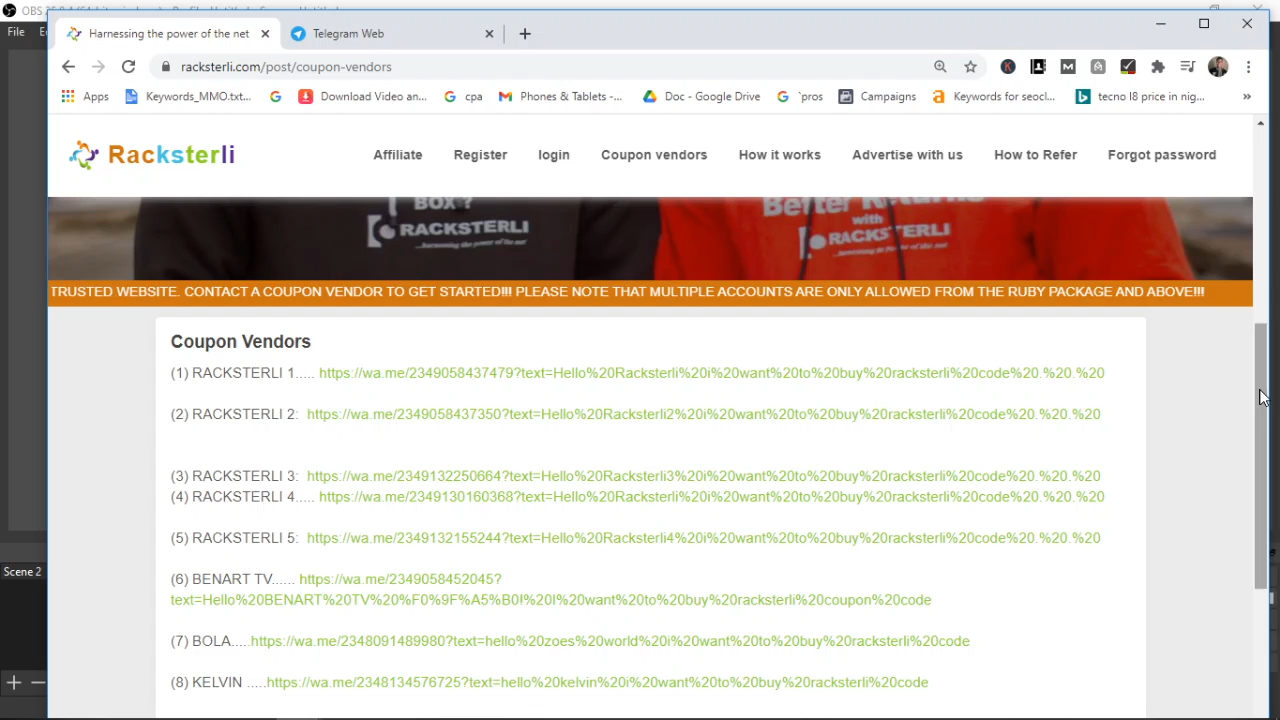 OBS
File
Harnessing the power of the net
Telegram Web
racksterli.com/post/coupon-vendors
Apps
Keywords_MMO.txt...
Download Video an...
cpa
Phones & Tablets -...
Doc - Google Drive
`pros
Campaigns
Keywords for seocl...
tecno l8 price in nig...
»
Racksterli
Affiliate
Register
login
Coupon vendors
How it works
Advertise with us
How to Refer
Forgot password
BOX?
RACKSTERLI
...harnessing the power of the net
Better Returns
with
RACKSTERLI
TRUSTED WEBSITE. CONTACT A COUPON VENDOR TO GET STARTED!!! PLEASE NOTE THAT MULTIPLE ACCOUNTS ARE ONLY ALLOWED FROM THE RUBY PACKAGE AND ABOVE!!!
Coupon Vendors
(1) RACKSTERLI 1..... https://wa.me/2349058437479?text=Hello%20Racksterli%20i%20want%20to%20buy%20racksterli%20code%20.%20.%20
(2) RACKSTERLI 2: https://wa.me/2349058437350?text=Hello%20Racksterli2%20i%20want%20to%20buy%20racksterli%20code%20.%20.%20
(3) RACKSTERLI 3: https://wa.me/2349132250664?text=Hello%20Racksterli3%20i%20want%20to%20buy%20racksterli%20code%20.%20.%20
(4) RACKSTERLI 4..... https://wa.me/2349130160368?text=Hello%20Racksterli%20i%20want%20to%20buy%20racksterli%20code%20.%20.%20
(5) RACKSTERLI 5: https://wa.me/2349132155244?text=Hello%20Racksterli4%20i%20want%20to%20buy%20racksterli%20code%20.%20.%20
(6) BENART TV...... https://wa.me/2349058452045?
text=Hello%20BENART%20TV%20%F0%9F%A5%B0!%20I%20want%20to%20buy%20racksterli%20coupon%20code
(7) BOLA.....https://wa.me/2348091489980?text=hello%20zoes%20world%20i%20want%20to%20buy%20racksterli%20code
(8) KELVIN .....https://wa.me/2348134576725?text=hello%20kelvin%20i%20want%20to%20buy%20racksterli%20code
Scene 2